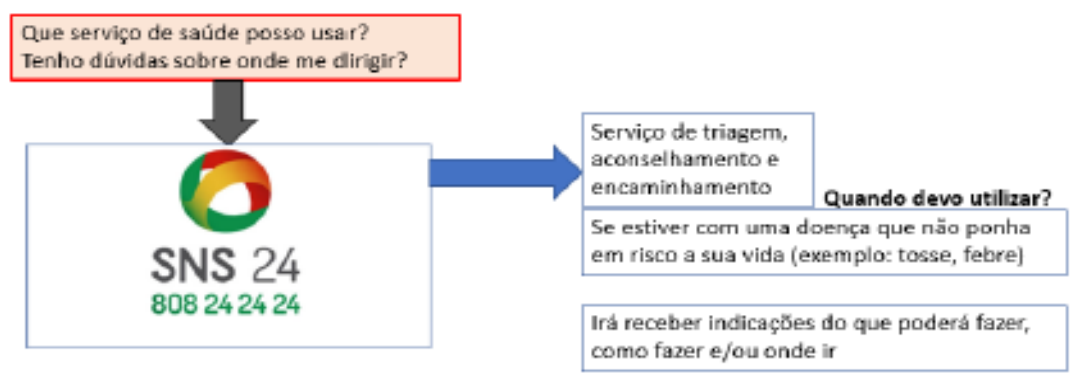 Que serviço de saúde posso usar?
Tenho dúvidas sobre onde me dirigir?
SNS 24
808 24 24 24
Serviço de triagem,
aconselhamento e
encaminhamento
Quando devo utilizar?
Se estiver com uma doença que não ponha
em risco a sua vida (exemplo: tosse, febre)
Irá receber indicações do que poderá fazer,
como fazer e/ou onde ir